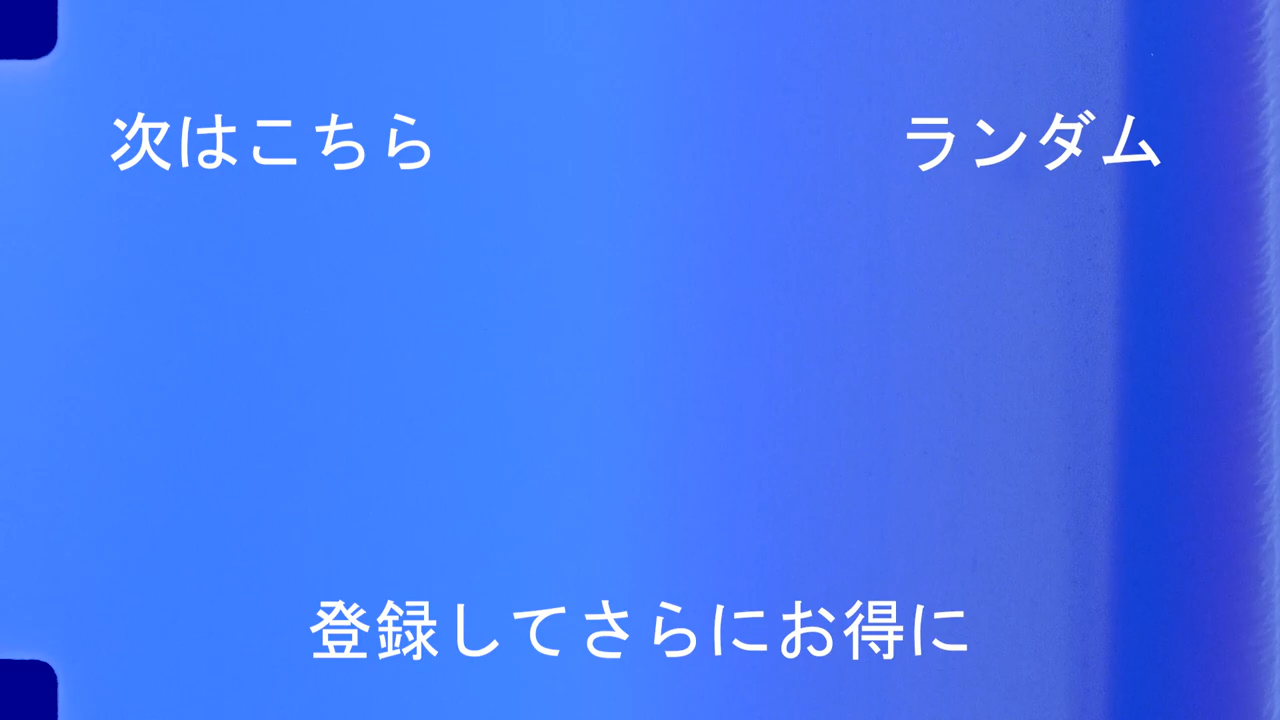 次はこちら
ランダム
登録してさらにお得に